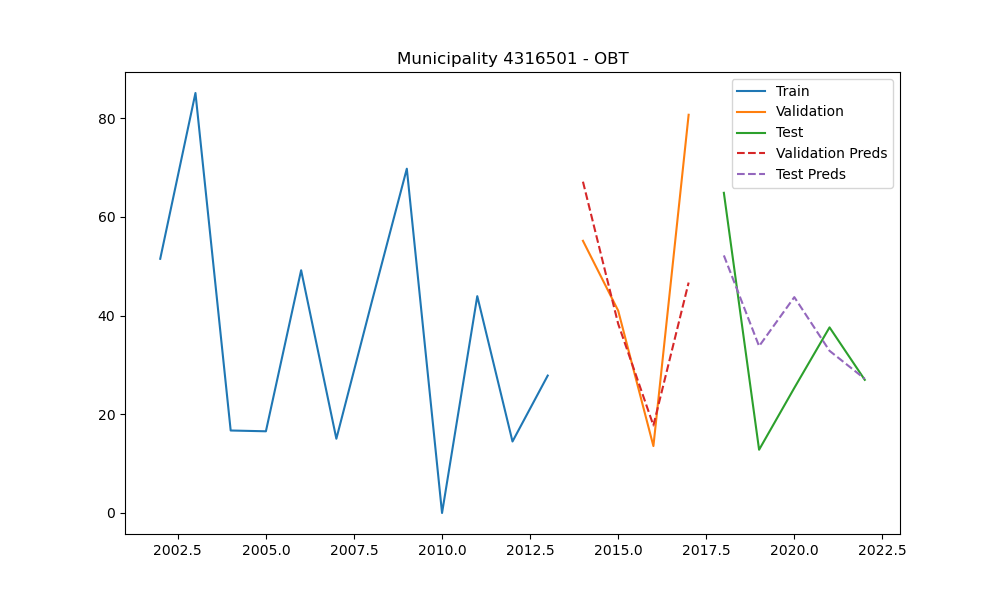 Municipality 4316501 - OBT
Train
Validation
Test
Validation Preds
Test Preds
80
60
40
20
0
2002.5 2005.0 2007.5 2010.0 2012.5 2015.0 2017.5 2020.0 2022.5